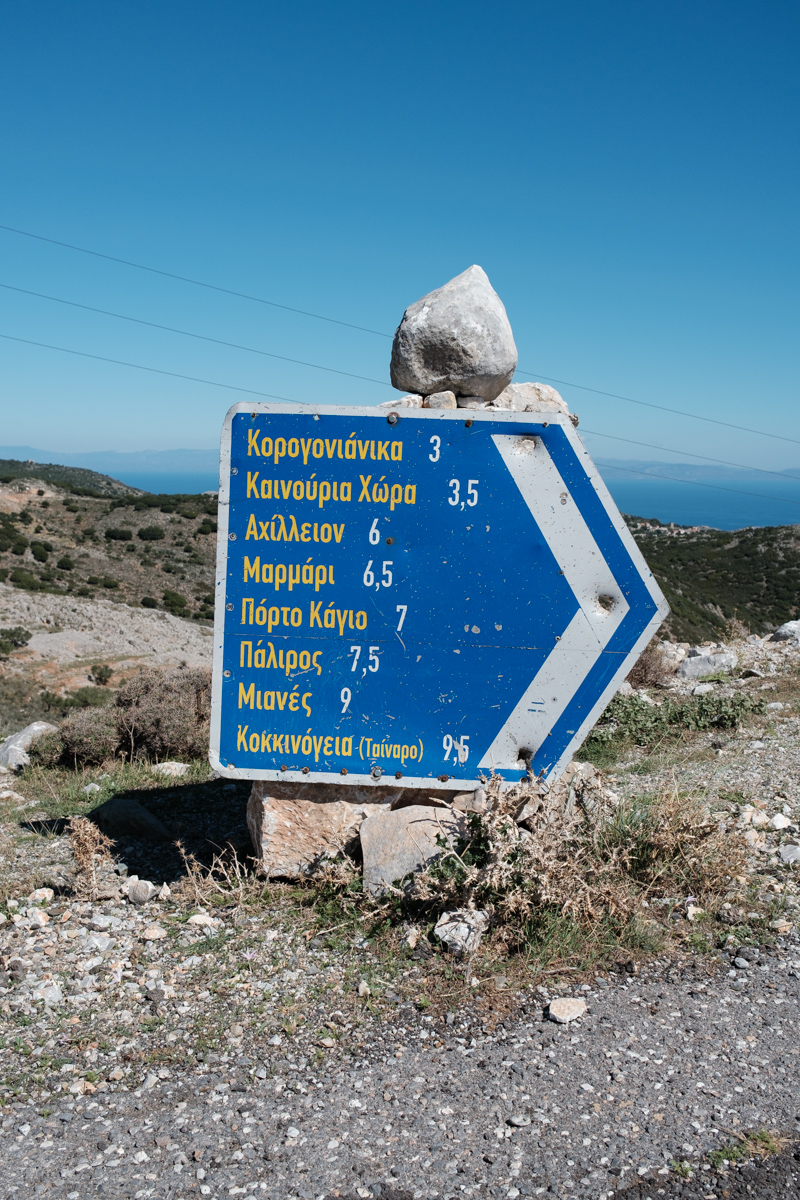 Κορογονιάνικα 3
Καινούρια Χώρα 3,5
Αχίλλειον 6
Μαρμάρι 6,5
Πόρτο Κάγιο 7
Πάλιρος 7,5
Μιανές 9
Κοκκινόγεια (Ταίναρο) 9,5